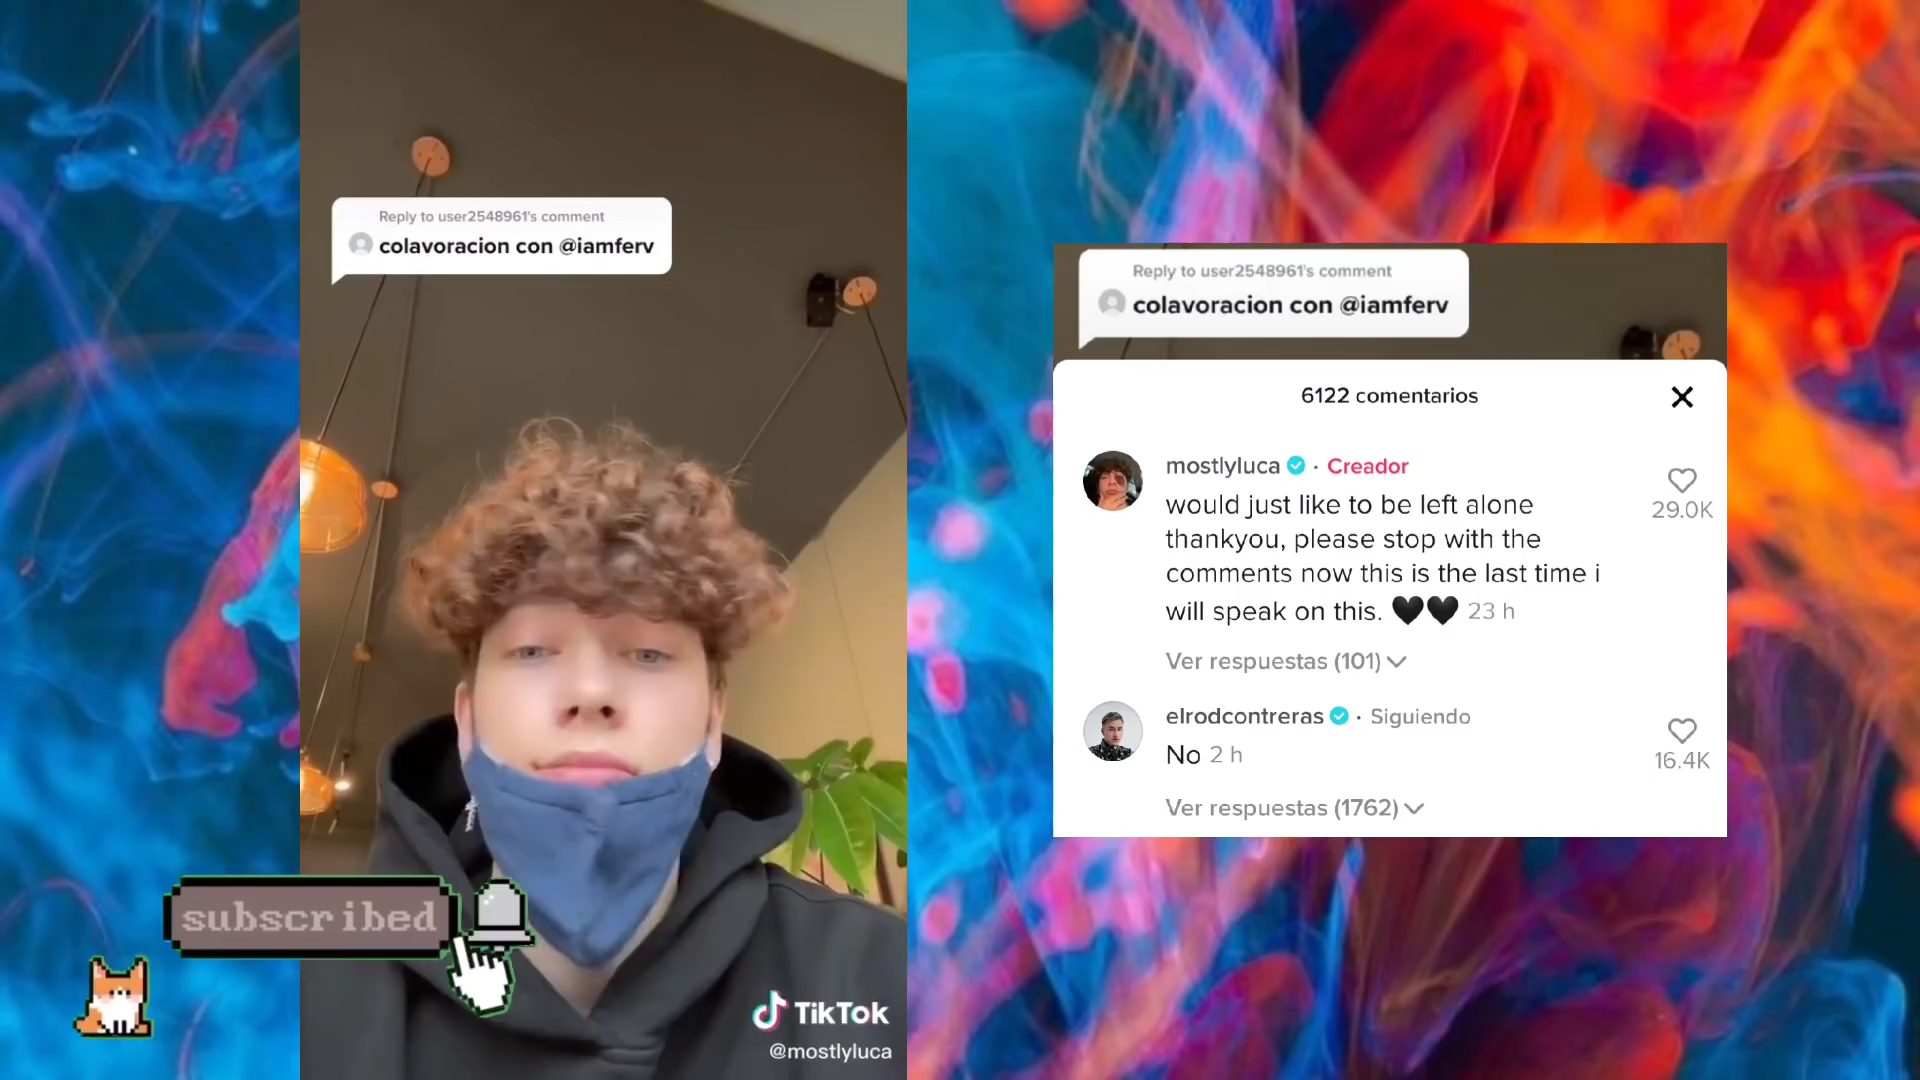 Reply to user2548961's comment
colavoracion con @iamferv
subscribed
TikTok
@mostlyluca
Reply to user2548961's comment
colavoracion con @iamferv
6122 comentarios
mostlyluca · Creador
would just like to be left alone
thankyou, please stop with the
comments now this is the last time i
will speak on this. 🖤🖤 23 h
29.0K
Ver respuestas (101)
elrodcontreras · Siguiendo
No 2 h
16.4K
Ver respuestas (1762)